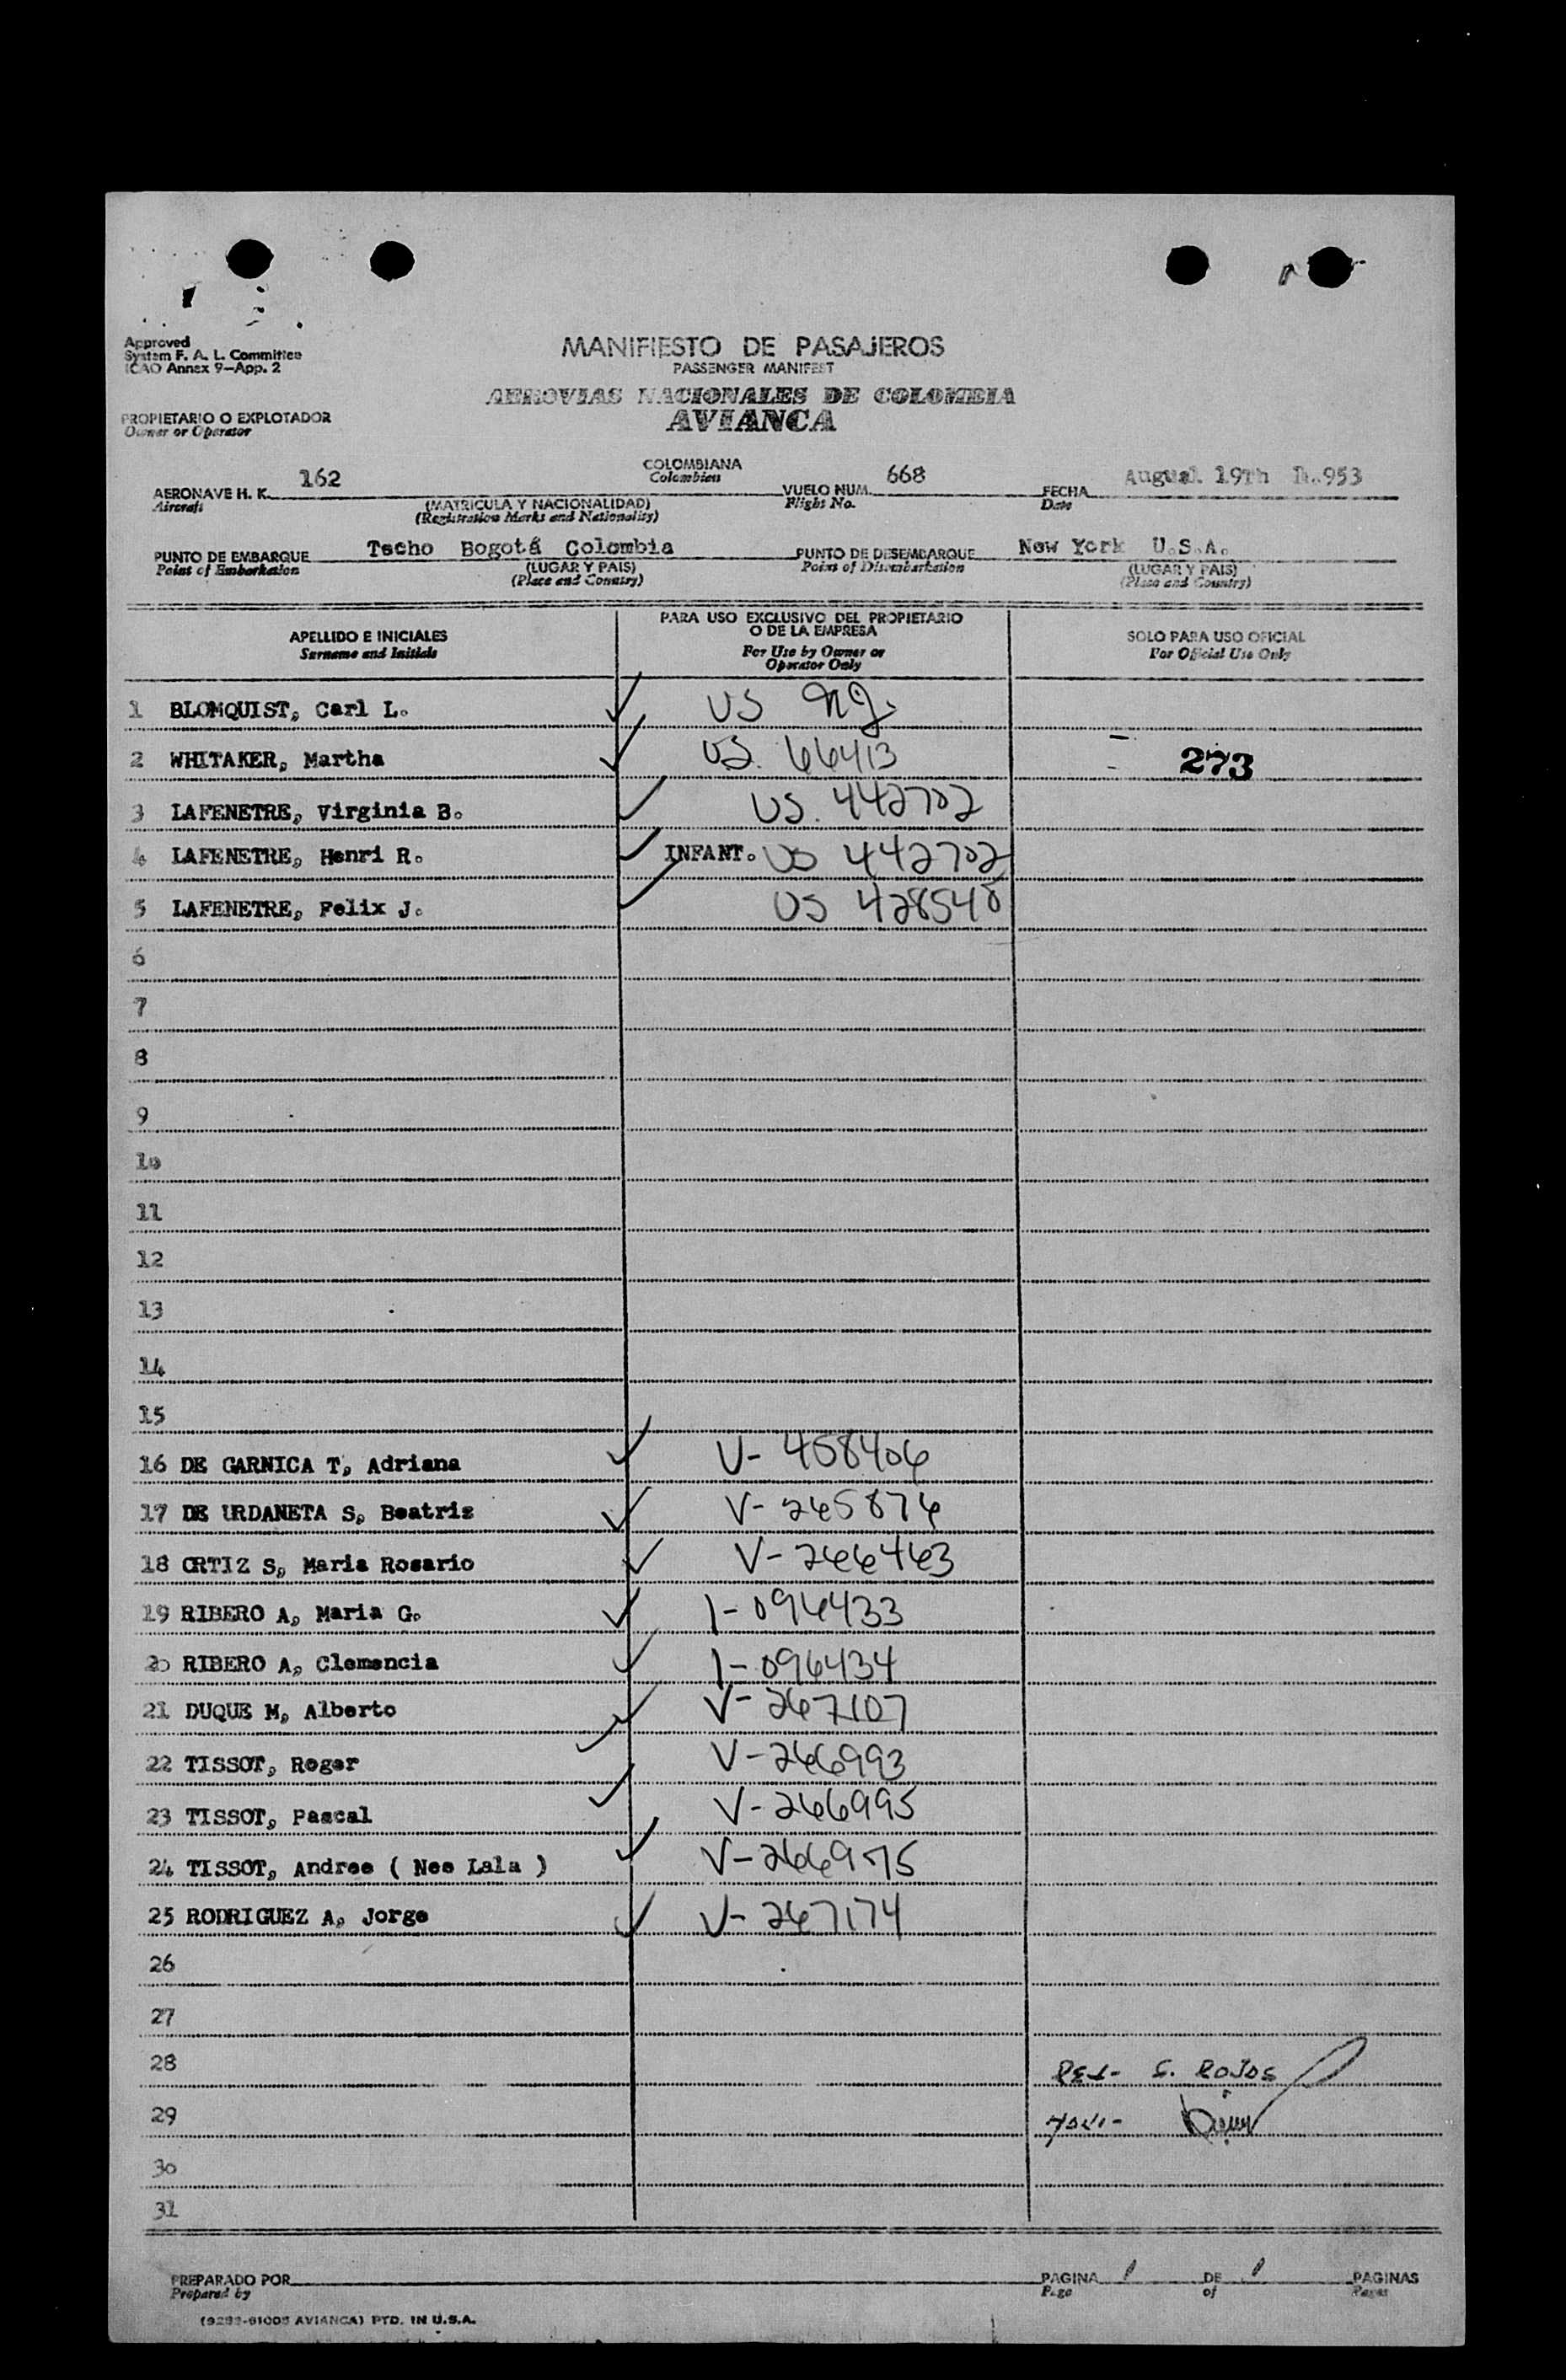 Approved
System F. A. L. Committee
ICAO Annex 9-App. 2
MANIFIESTO DE PASAJEROS
PASSENGER MANIFEST
AEROVIAS NACIONALES DE COLOMBIA
AVIANCA
PROPIETARIO O EXPLOTADOR
Owner or Operator
AERONAVE H. K. 162 COLOMBIANA VUELO NUM. 668 FECHA August 19Th 1.953
Aircraft Colombian Flight No. Date
(MATRICULA Y NACIONALIDAD)
(Registration Marks and Nationality)
PUNTO DE EMBARQUE Techo Bogotá Colombia PUNTO DE DESEMBARQUE New York U.S.A.
Point of Embarkation (LUGAR Y PAIS) Point of Disembarkation (LUGAR Y PAIS)
(Place and Country) (Place and Country)
APELLIDO E INICIALES
Surname and Initials
PARA USO EXCLUSIVO DEL PROPIETARIO
O DE LA EMPRESA
For Use by Owner or
Operator Only
SOLO PARA USO OFICIAL
For Official Use Only
1 BLOMQUIST, Carl L. US
2 WHITAKER, Martha US. 66413 273
3 LAFENETRE, Virginia B. US. 442702
4 LAFENETRE, Henri R. INFANT. US 442702
5 LAFENETRE, Felix J. US 428548
6
7
8
9
10
11
12
13
14
15
16 DE GARNICA T, Adriana V- 458406
17 DE URDANETA S, Beatriz V- 265876
18 ORTIZ S, Maria Rosario V- 266463
19 RIBERO A, Maria G. I- 096433
20 RIBERO A, Clemencia I- 096434
21 DUQUE M, Alberto V- 267107
22 TISSOT, Roger V- 266993
23 TISSOT, Pascal V- 266995
24 TISSOT, Andree ( Nee Lala ) V- 266975
25 RODRIGUEZ A, Jorge V- 267174
26
27
28 S. ROJOS
29
30
31
PREPARADO POR PAGINA 1 DE 1 PAGINAS
Prepared by Page of Pages
(9293-61005 AVIANCA) PTD. IN U.S.A.